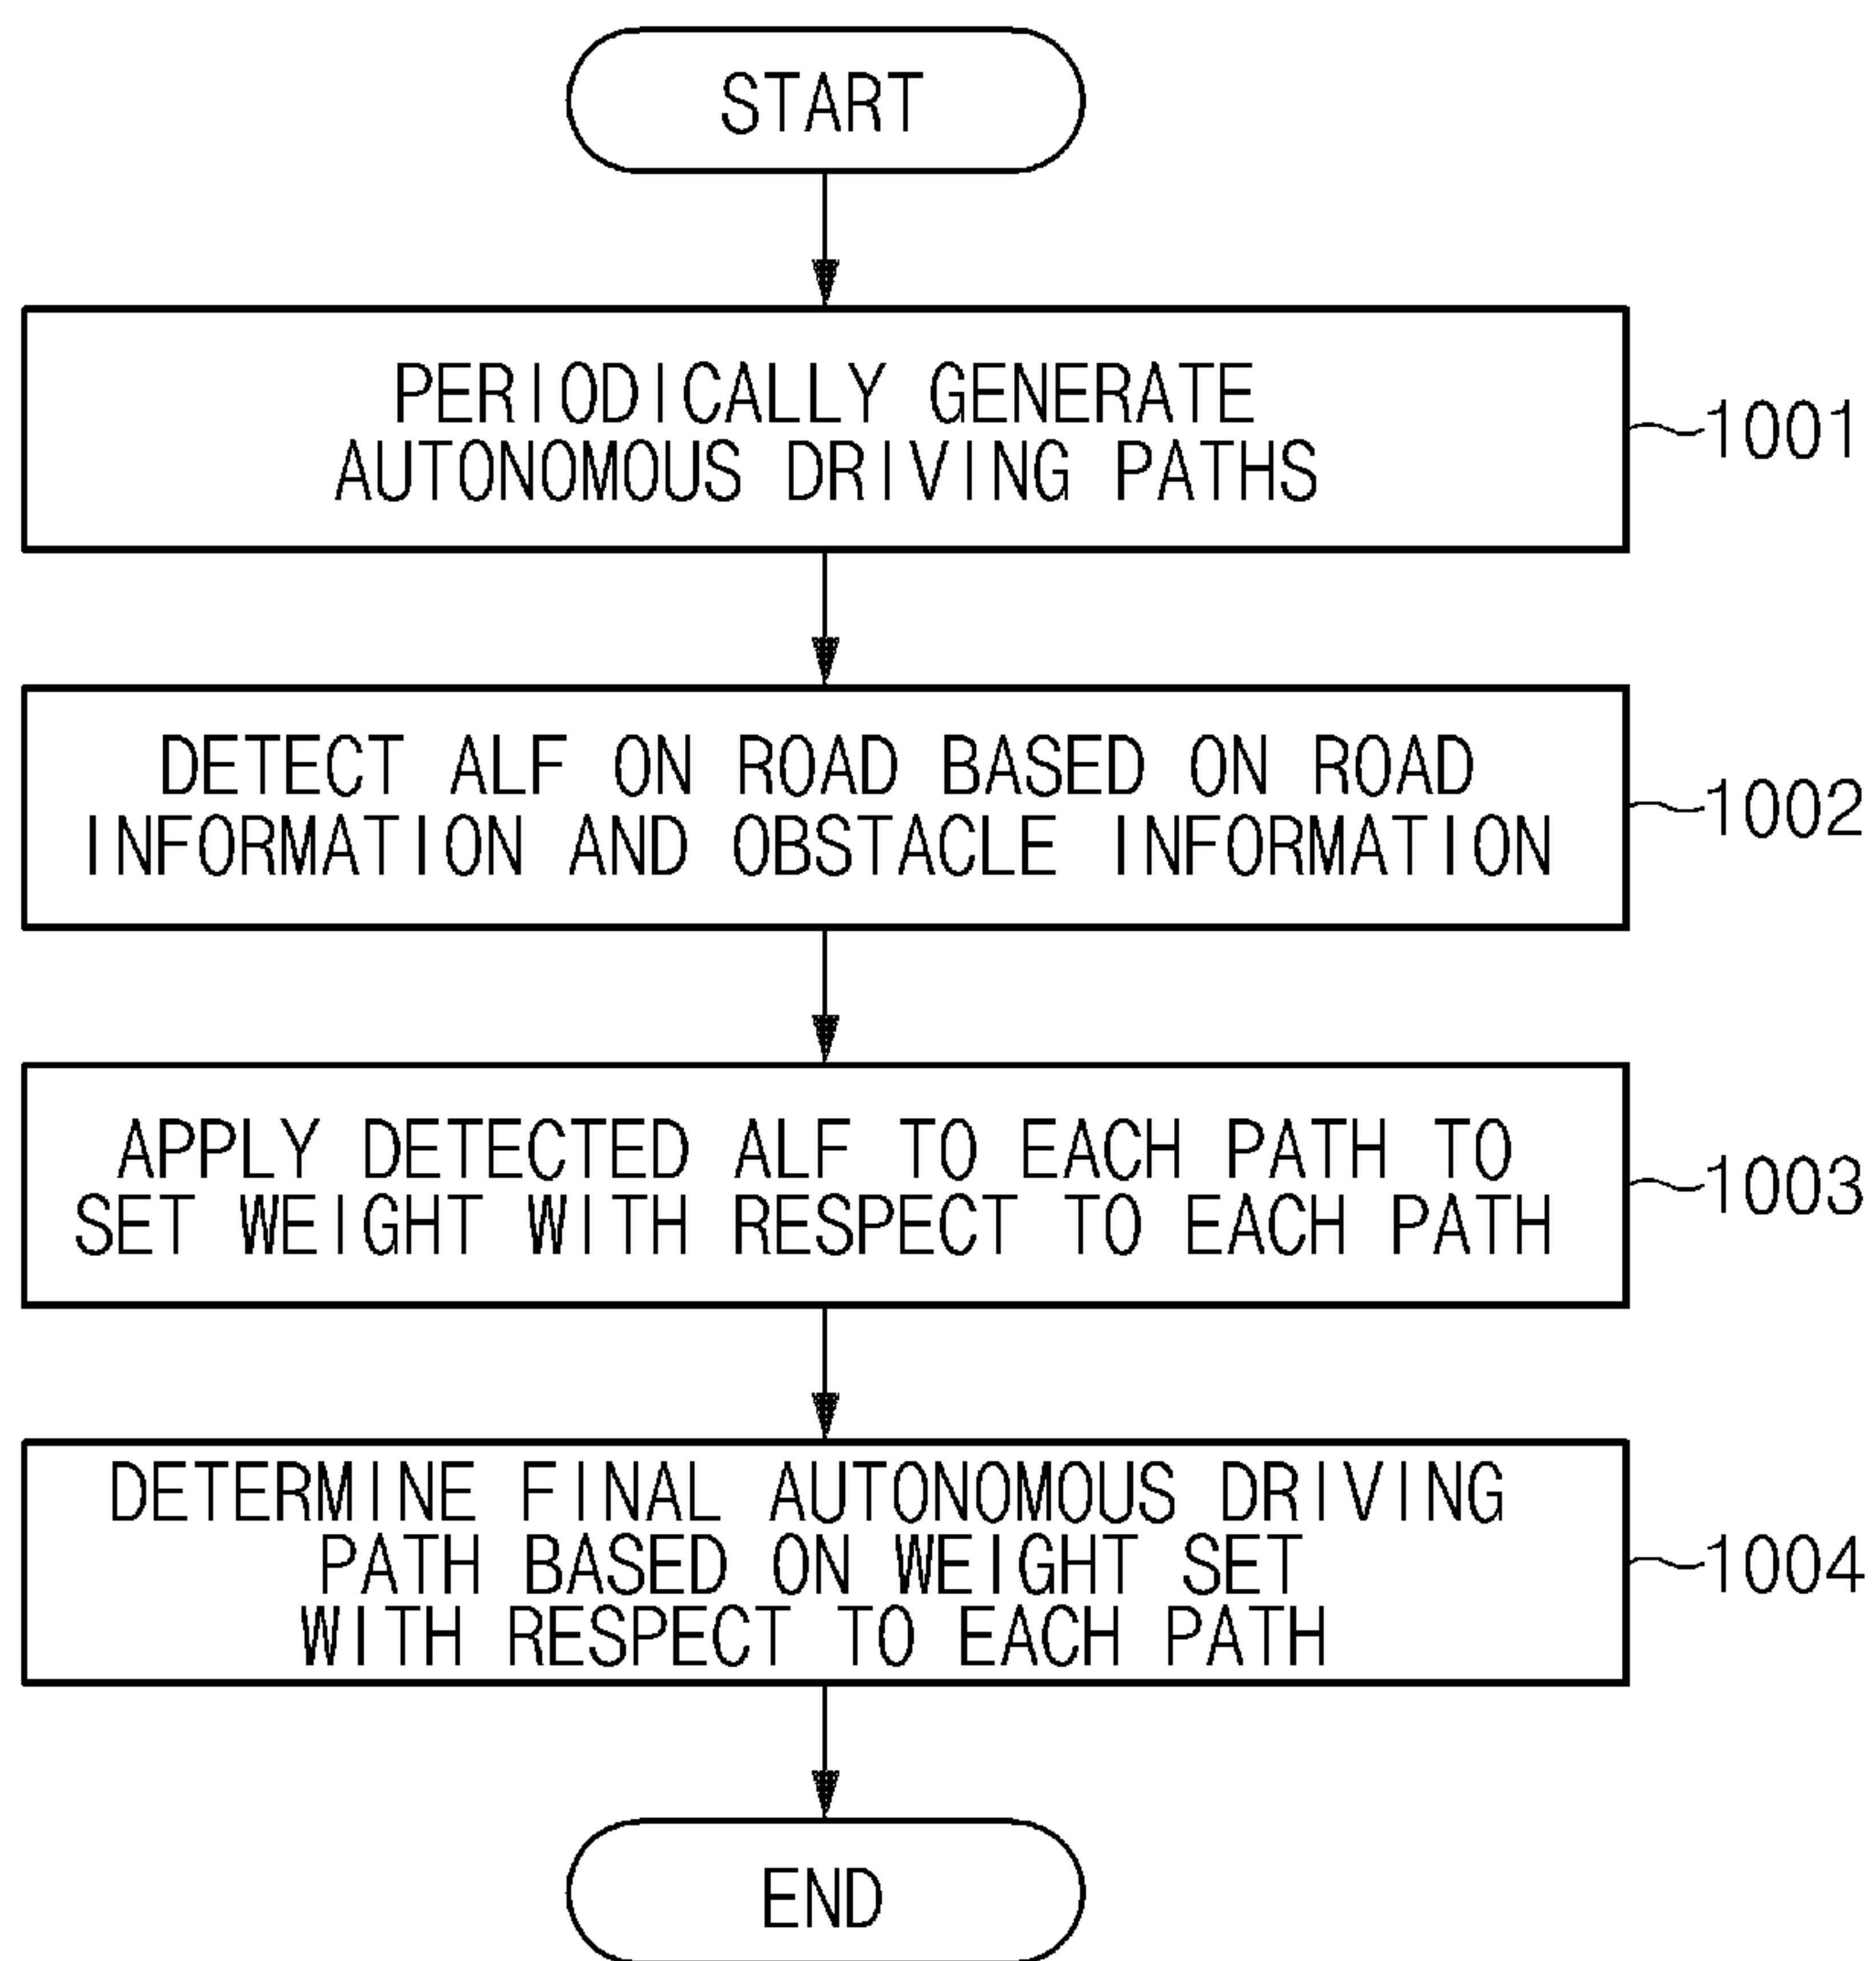 START
PERIODICALLY GENERATE
AUTONOMOUS DRIVING PATHS
1001
DETECT ALF ON ROAD BASED ON ROAD
INFORMATION AND OBSTACLE INFORMATION
1002
APPLY DETECTED ALF TO EACH PATH TO
SET WEIGHT WITH RESPECT TO EACH PATH
1003
DETERMINE FINAL AUTONOMOUS DRIVING
PATH BASED ON WEIGHT SET
WITH RESPECT TO EACH PATH
1004
END